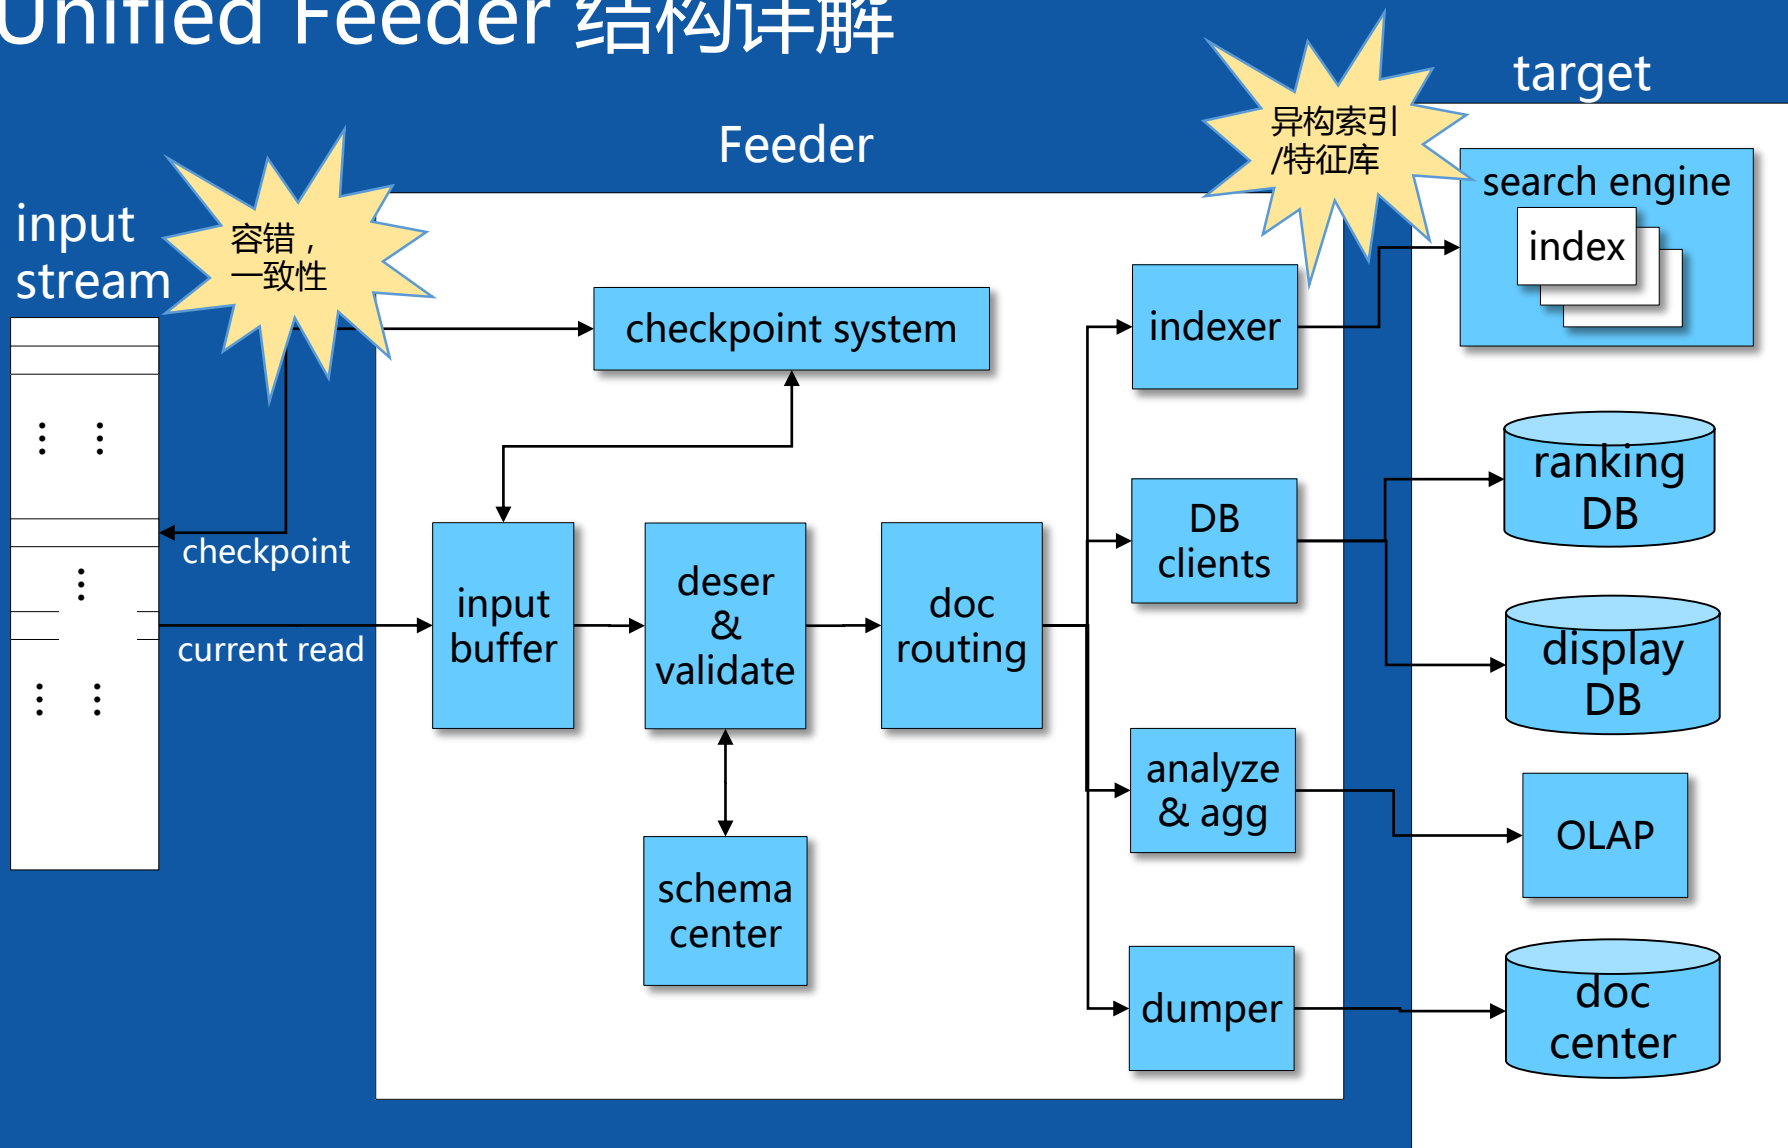 Unified Feeder 结构详解
target
Feeder
异构索引
/特征库
input
stream
容错，
一致性
search engine
index
checkpoint system
indexer
ranking
DB
DB
clients
checkpoint
current read
input
buffer
deser
&
validate
doc
routing
display
DB
analyze
& agg
OLAP
schema
center
dumper
doc
center